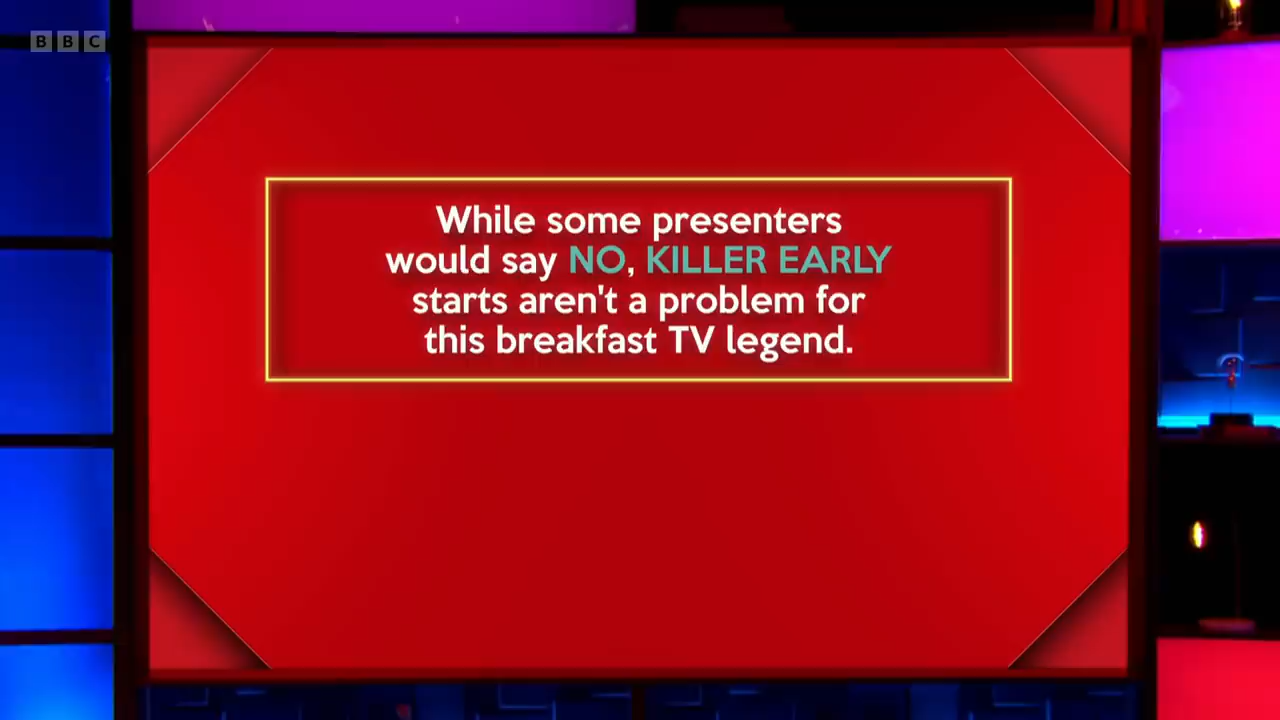 BBC
While some presenters
would say NO, KILLER EARLY
starts aren't a problem for
this breakfast TV legend.